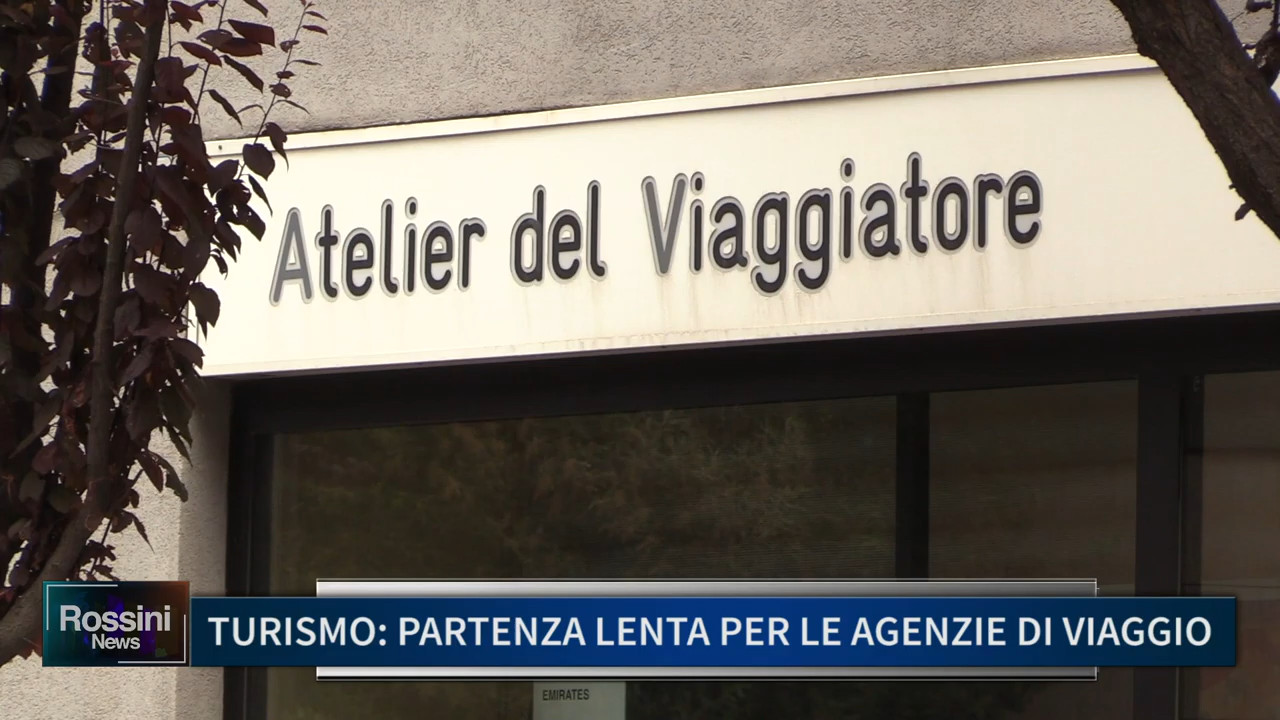 Atelier del Viaggiatore
Rossini
News
TURISMO: PARTENZA LENTA PER LE AGENZIE DI VIAGGIO
EMIRATES